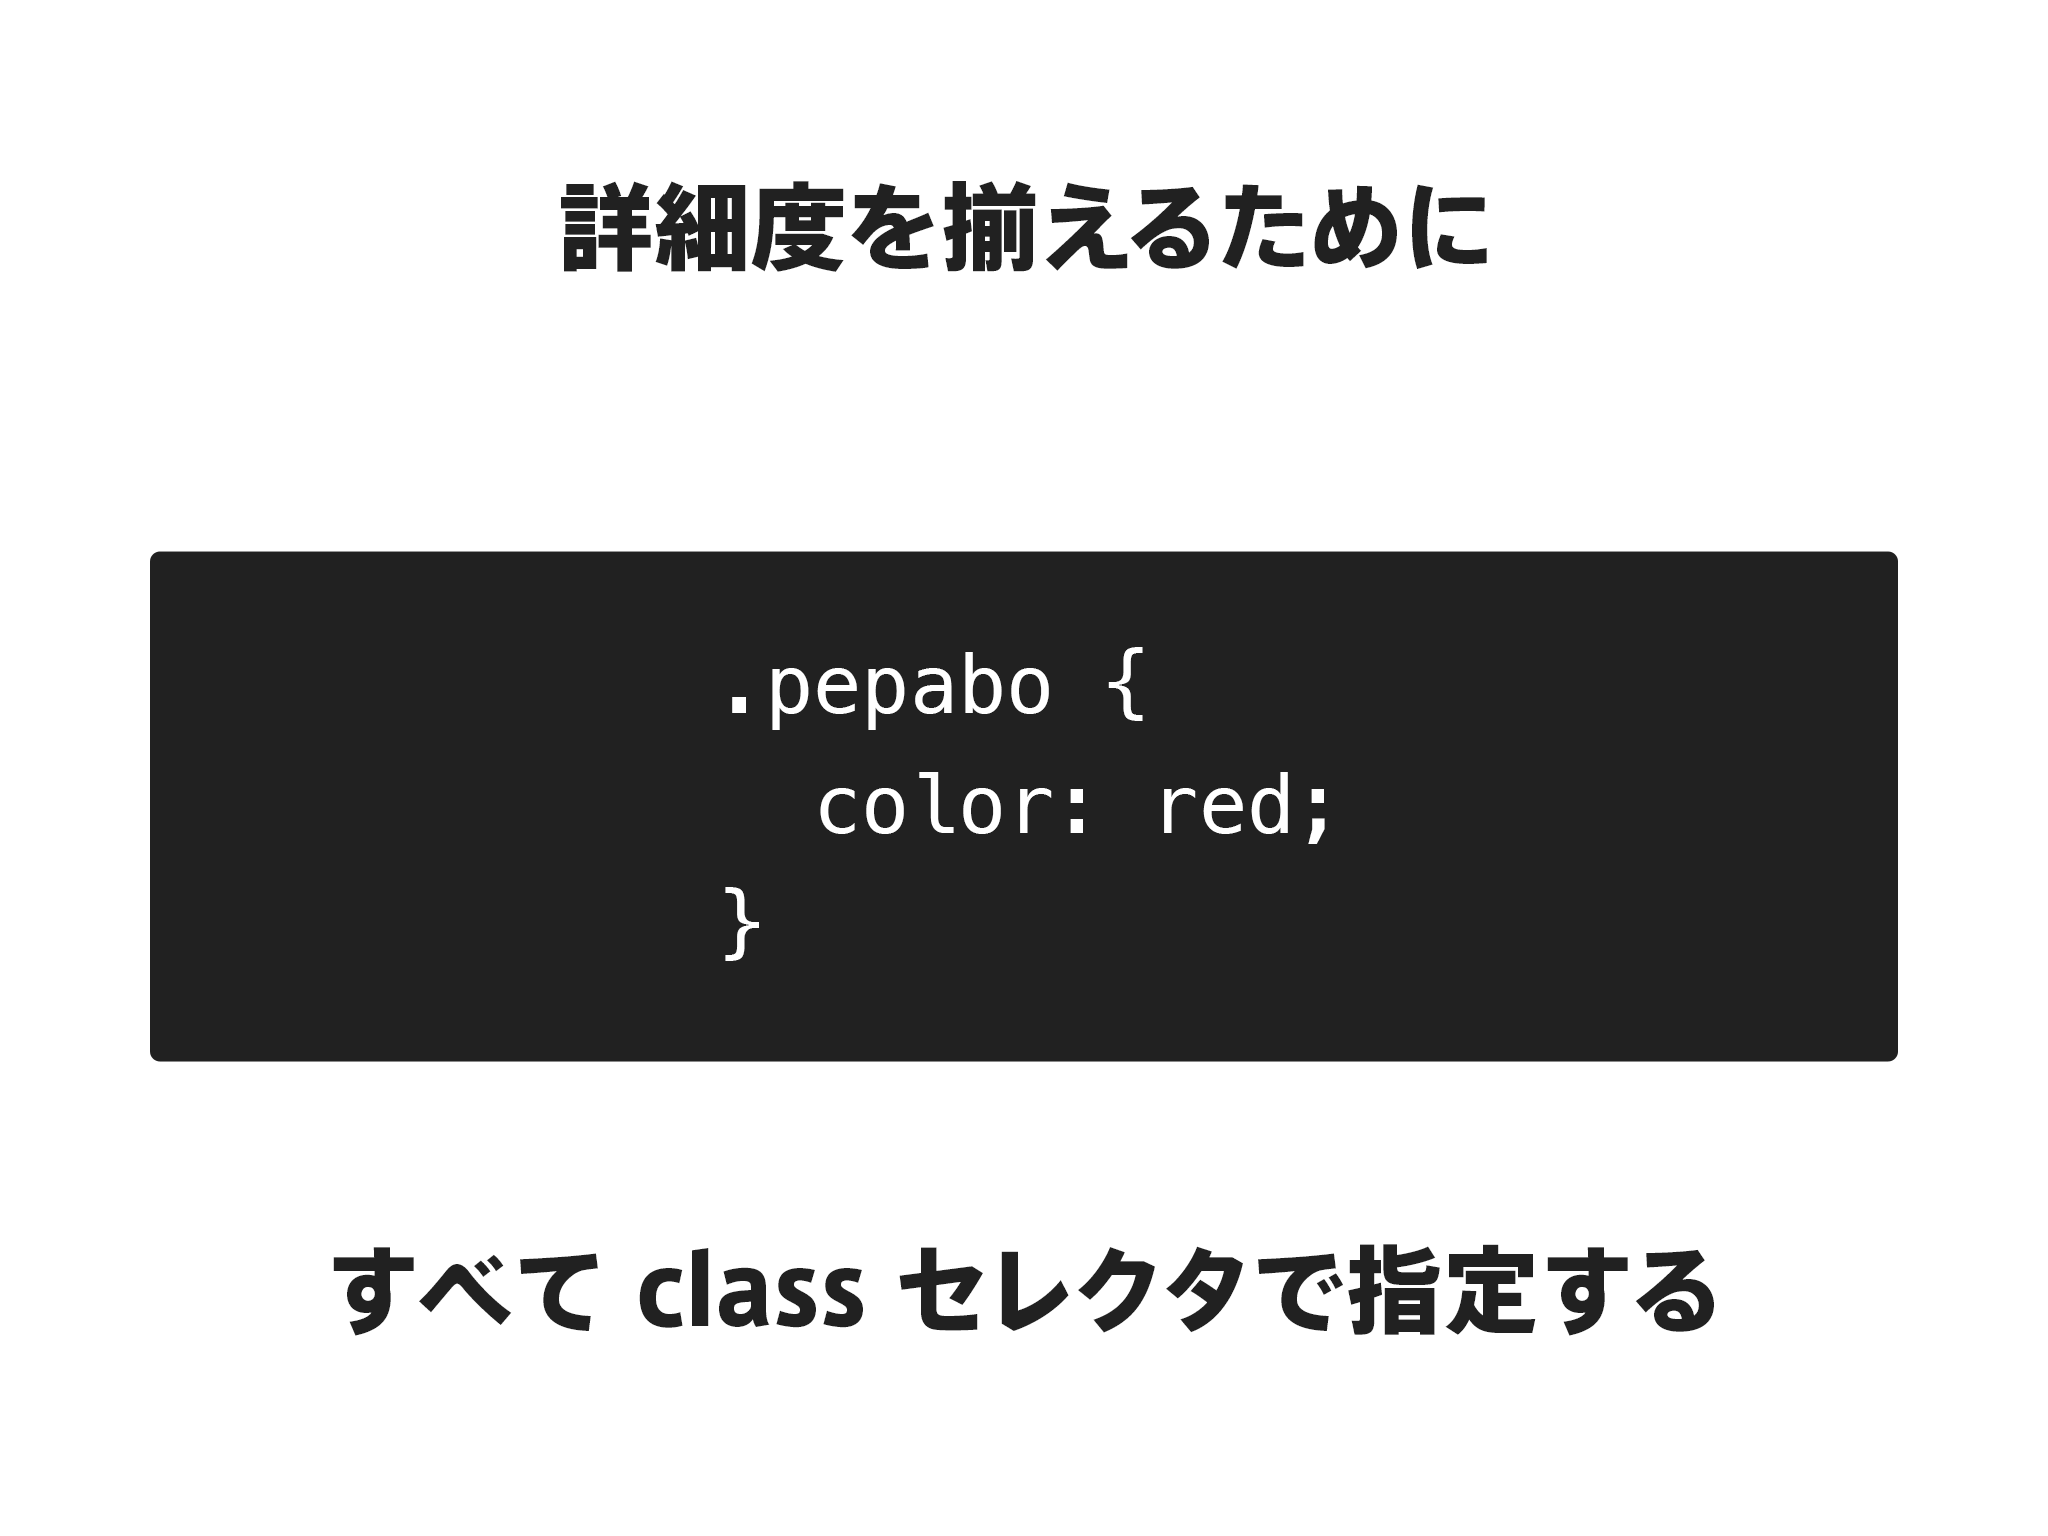 詳細度を揃えるために
.pepabo {
  color: red;
}
すべて class セレクタで指定する